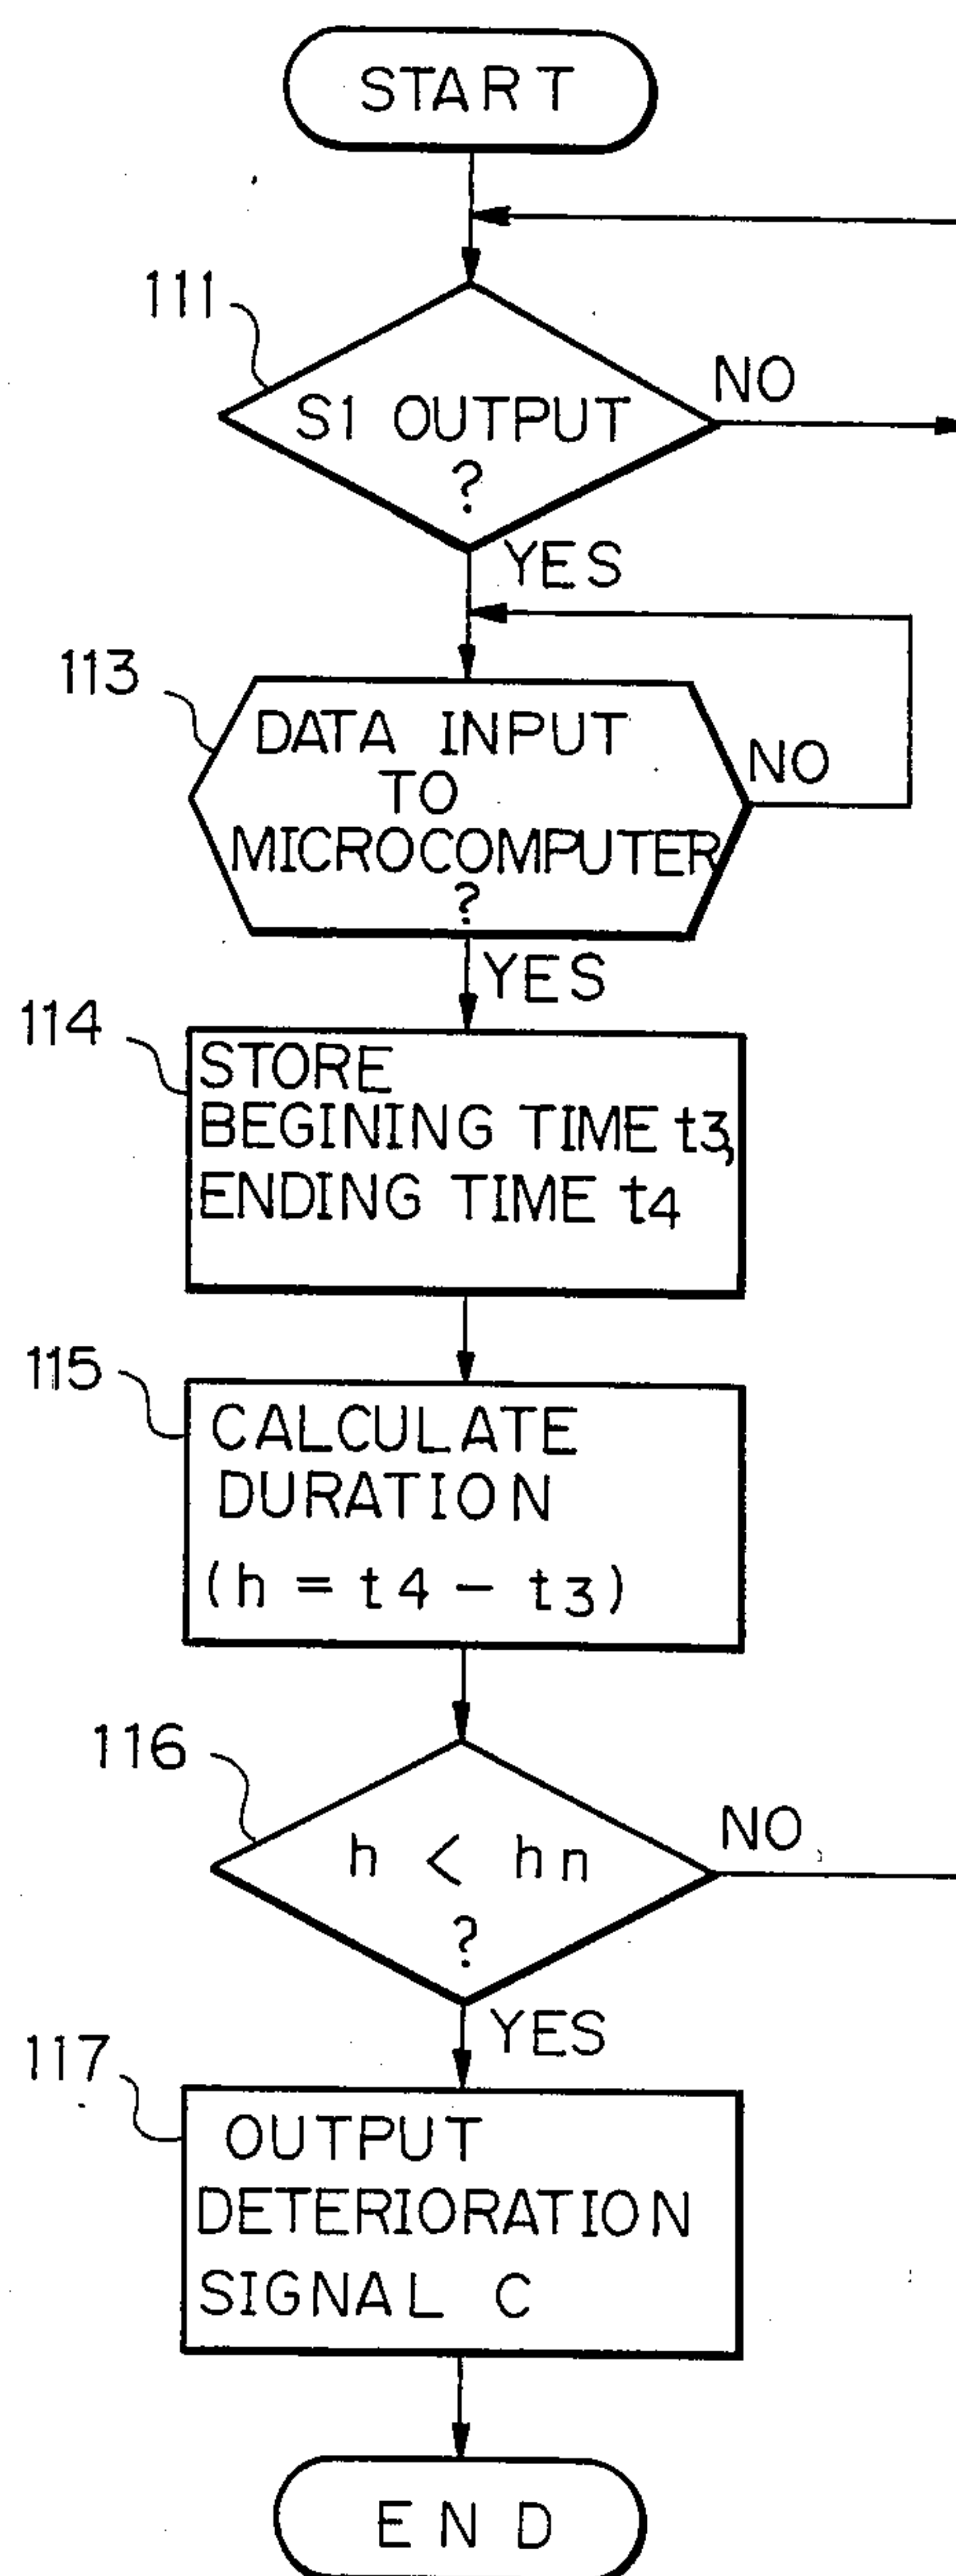 START
111
S1 OUTPUT
?
NO
YES
113
DATA INPUT
TO
MICROCOMPUTER
?
NO
YES
114
STORE
BEGINING TIME t3,
ENDING TIME t4
115
CALCULATE
DURATION
(h = t4 - t3)
116
h < hn
?
NO
YES
117
OUTPUT
DETERIORATION
SIGNAL C
END